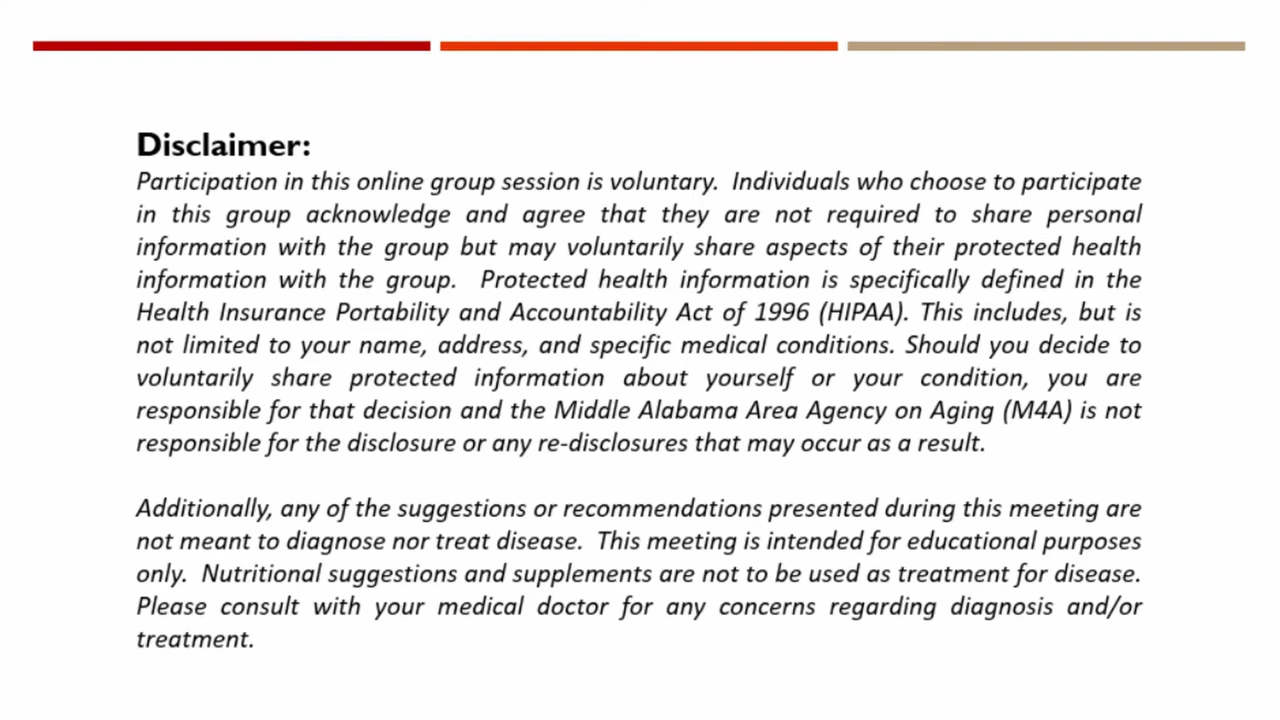 Disclaimer:
Participation in this online group session is voluntary.  Individuals who choose to participate
in this group acknowledge and agree that they are not required to share personal
information with the group but may voluntarily share aspects of their protected health
information with the group.  Protected health information is specifically defined in the
Health Insurance Portability and Accountability Act of 1996 (HIPAA). This includes, but is
not limited to your name, address, and specific medical conditions. Should you decide to
voluntarily share protected information about yourself or your condition, you are
responsible for that decision and the Middle Alabama Area Agency on Aging (M4A) is not
responsible for the disclosure or any re-disclosures that may occur as a result.
Additionally, any of the suggestions or recommendations presented during this meeting are
not meant to diagnose nor treat disease.  This meeting is intended for educational purposes
only.  Nutritional suggestions and supplements are not to be used as treatment for disease.
Please consult with your medical doctor for any concerns regarding diagnosis and/or
treatment.